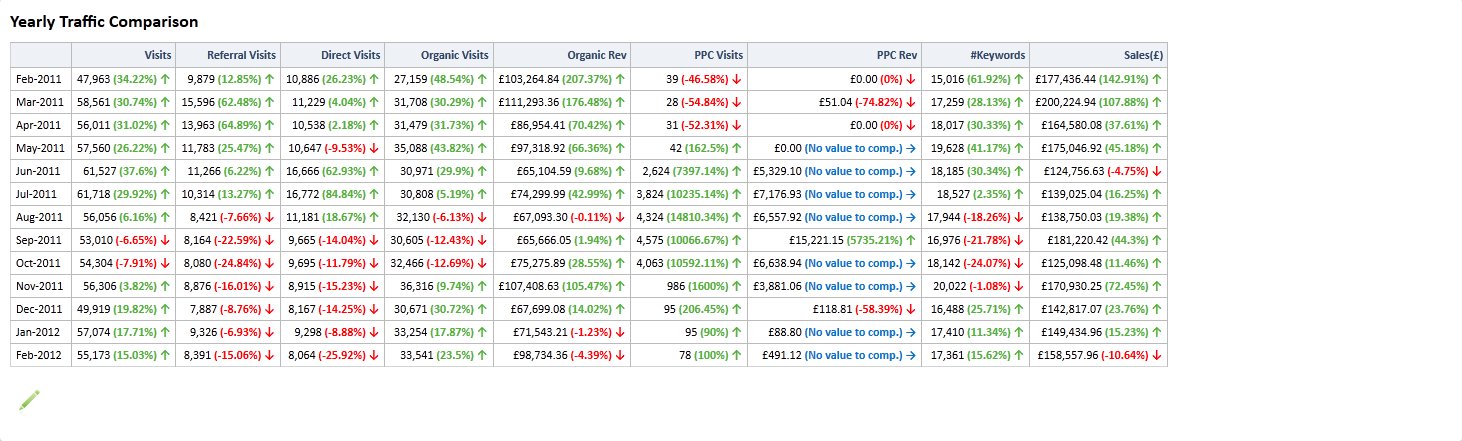 Yearly Traffic Comparison
Visits Referral Visits Direct Visits Organic Visits Organic Rev PPC Visits PPC Rev #Keywords Sales(£)
Feb-2011 47,963 (34.22%) ↑ 9,879 (12.85%) ↑ 10,886 (26.23%) ↑ 27,159 (48.54%) ↑ £103,264.84 (207.37%) ↑ 39 (-46.58%) ↓ £0.00 (0%) ↓ 15,016 (61.92%) ↑ £177,436.44 (142.91%) ↑
Mar-2011 58,561 (30.74%) ↑ 15,596 (62.48%) ↑ 11,229 (4.04%) ↑ 31,708 (30.29%) ↑ £111,293.36 (176.48%) ↑ 28 (-54.84%) ↓ £51.04 (-74.82%) ↓ 17,259 (28.13%) ↑ £200,224.94 (107.88%) ↑
Apr-2011 56,011 (31.02%) ↑ 13,963 (64.89%) ↑ 10,538 (2.18%) ↑ 31,479 (31.73%) ↑ £86,954.41 (70.42%) ↑ 31 (-52.31%) ↓ £0.00 (0%) ↓ 18,017 (30.33%) ↑ £164,580.08 (37.61%) ↑
May-2011 57,560 (26.22%) ↑ 11,783 (25.47%) ↑ 10,647 (-9.53%) ↓ 35,088 (43.82%) ↑ £97,318.92 (66.36%) ↑ 42 (162.5%) ↑ £0.00 (No value to comp.) → 19,628 (41.17%) ↑ £175,046.92 (45.18%) ↑
Jun-2011 61,527 (37.6%) ↑ 11,266 (6.22%) ↑ 16,666 (62.93%) ↑ 30,971 (29.9%) ↑ £65,104.59 (9.68%) ↑ 2,624 (7397.14%) ↑ £5,329.10 (No value to comp.) → 18,185 (30.34%) ↑ £124,756.63 (-4.75%) ↓
Jul-2011 61,718 (29.92%) ↑ 10,314 (13.27%) ↑ 16,772 (84.84%) ↑ 30,808 (5.19%) ↑ £74,299.99 (42.99%) ↑ 3,824 (10235.14%) ↑ £7,176.93 (No value to comp.) → 18,527 (2.35%) ↑ £139,025.04 (16.25%) ↑
Aug-2011 56,056 (6.16%) ↑ 8,421 (-7.66%) ↓ 11,181 (18.67%) ↑ 32,130 (-6.13%) ↓ £67,093.30 (-0.11%) ↓ 4,324 (14810.34%) ↑ £6,557.92 (No value to comp.) → 17,944 (-18.26%) ↓ £138,750.03 (19.38%) ↑
Sep-2011 53,010 (-6.65%) ↓ 8,164 (-22.59%) ↓ 9,665 (-14.04%) ↓ 30,605 (-12.43%) ↓ £65,666.05 (1.94%) ↑ 4,575 (10066.67%) ↑ £15,221.15 (5735.21%) ↑ 16,976 (-21.78%) ↓ £181,220.42 (44.3%) ↑
Oct-2011 54,304 (-7.91%) ↓ 8,080 (-24.84%) ↓ 9,695 (-11.79%) ↓ 32,466 (-12.69%) ↓ £75,275.89 (28.55%) ↑ 4,063 (10592.11%) ↑ £6,638.94 (No value to comp.) → 18,142 (-24.07%) ↓ £125,098.48 (11.46%) ↑
Nov-2011 56,306 (3.82%) ↑ 8,876 (-16.01%) ↓ 8,915 (-15.23%) ↓ 36,316 (9.74%) ↑ £107,408.63 (105.47%) ↑ 986 (1600%) ↑ £3,881.06 (No value to comp.) → 20,022 (-1.08%) ↓ £170,930.25 (72.45%) ↑
Dec-2011 49,919 (19.82%) ↑ 7,887 (-8.76%) ↓ 8,167 (-14.25%) ↓ 30,671 (30.72%) ↑ £67,699.08 (14.02%) ↑ 95 (206.45%) ↑ £118.81 (-58.39%) ↓ 16,488 (25.71%) ↑ £142,817.07 (23.76%) ↑
Jan-2012 57,074 (17.71%) ↑ 9,326 (-6.93%) ↓ 9,298 (-8.88%) ↓ 33,254 (17.87%) ↑ £71,543.21 (-1.23%) ↓ 95 (90%) ↑ £88.80 (No value to comp.) → 17,410 (11.34%) ↑ £149,434.96 (15.23%) ↑
Feb-2012 55,173 (15.03%) ↑ 8,391 (-15.06%) ↓ 8,064 (-25.92%) ↓ 33,541 (23.5%) ↑ £98,734.36 (-4.39%) ↓ 78 (100%) ↑ £491.12 (No value to comp.) → 17,361 (15.62%) ↑ £158,557.96 (-10.64%) ↓